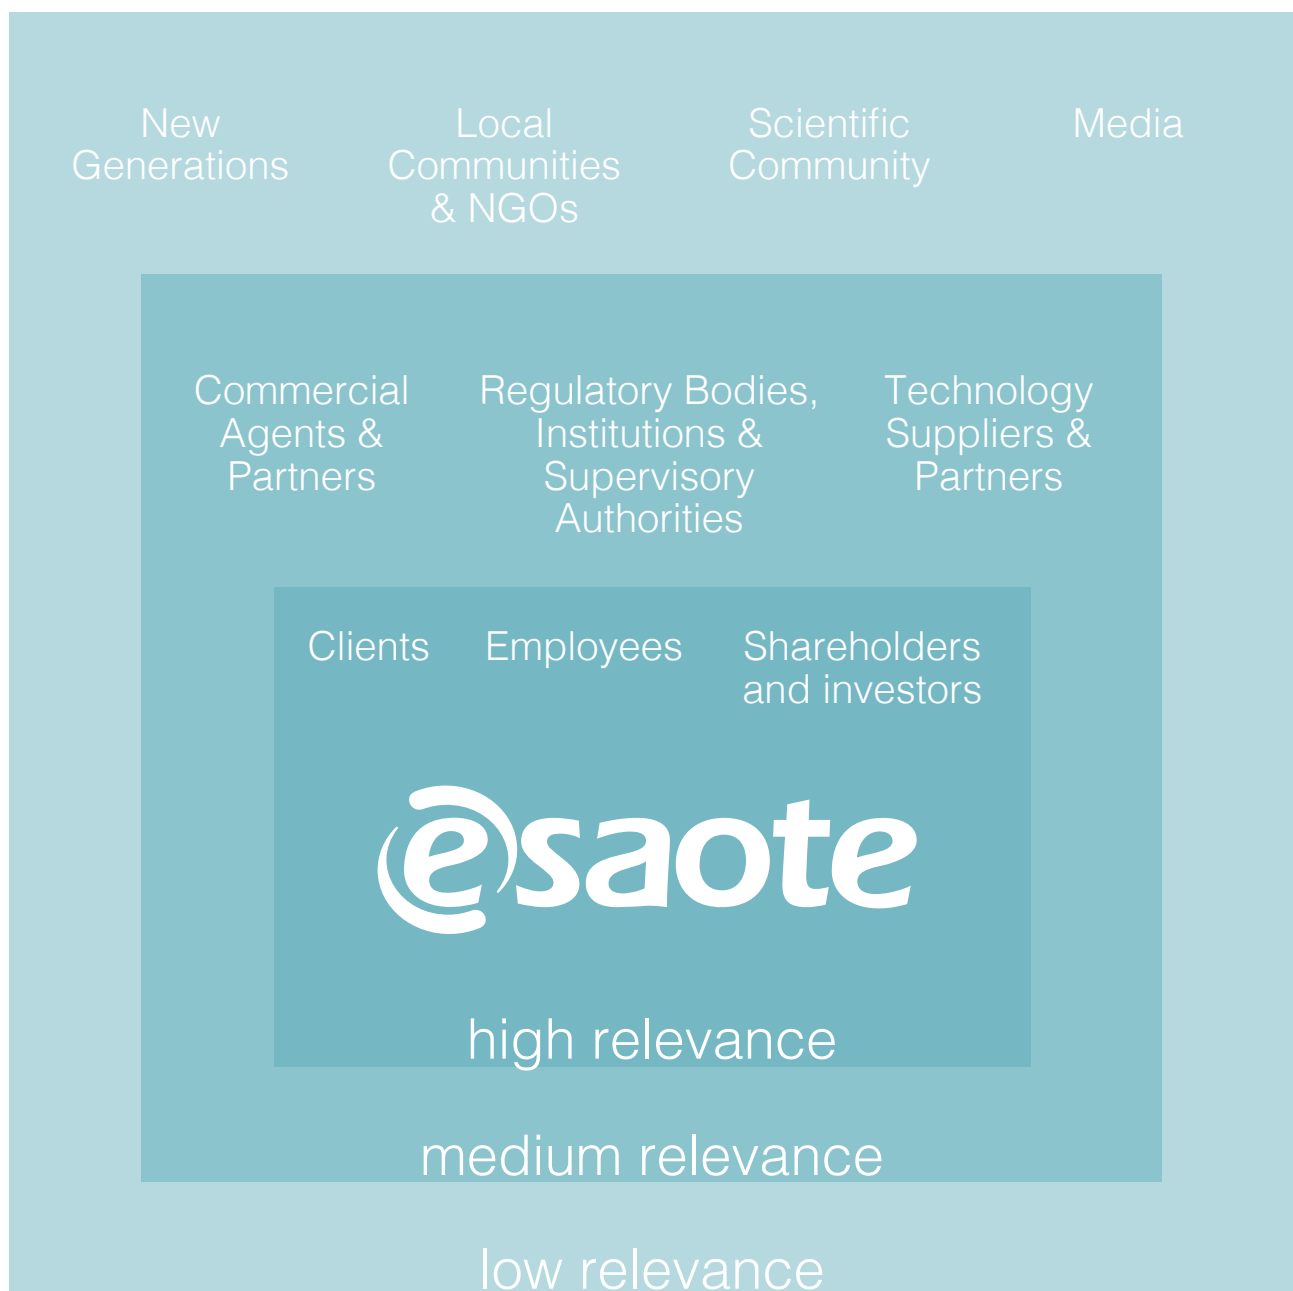 New
Generations
Local
Communities
& NGOs
Scientific
Community
Media
Commercial
Agents &
Partners
Regulatory Bodies,
Institutions &
Supervisory
Authorities
Technology
Suppliers &
Partners
Clients
Employees
Shareholders
and investors
esaote
high relevance
medium relevance
low relevance